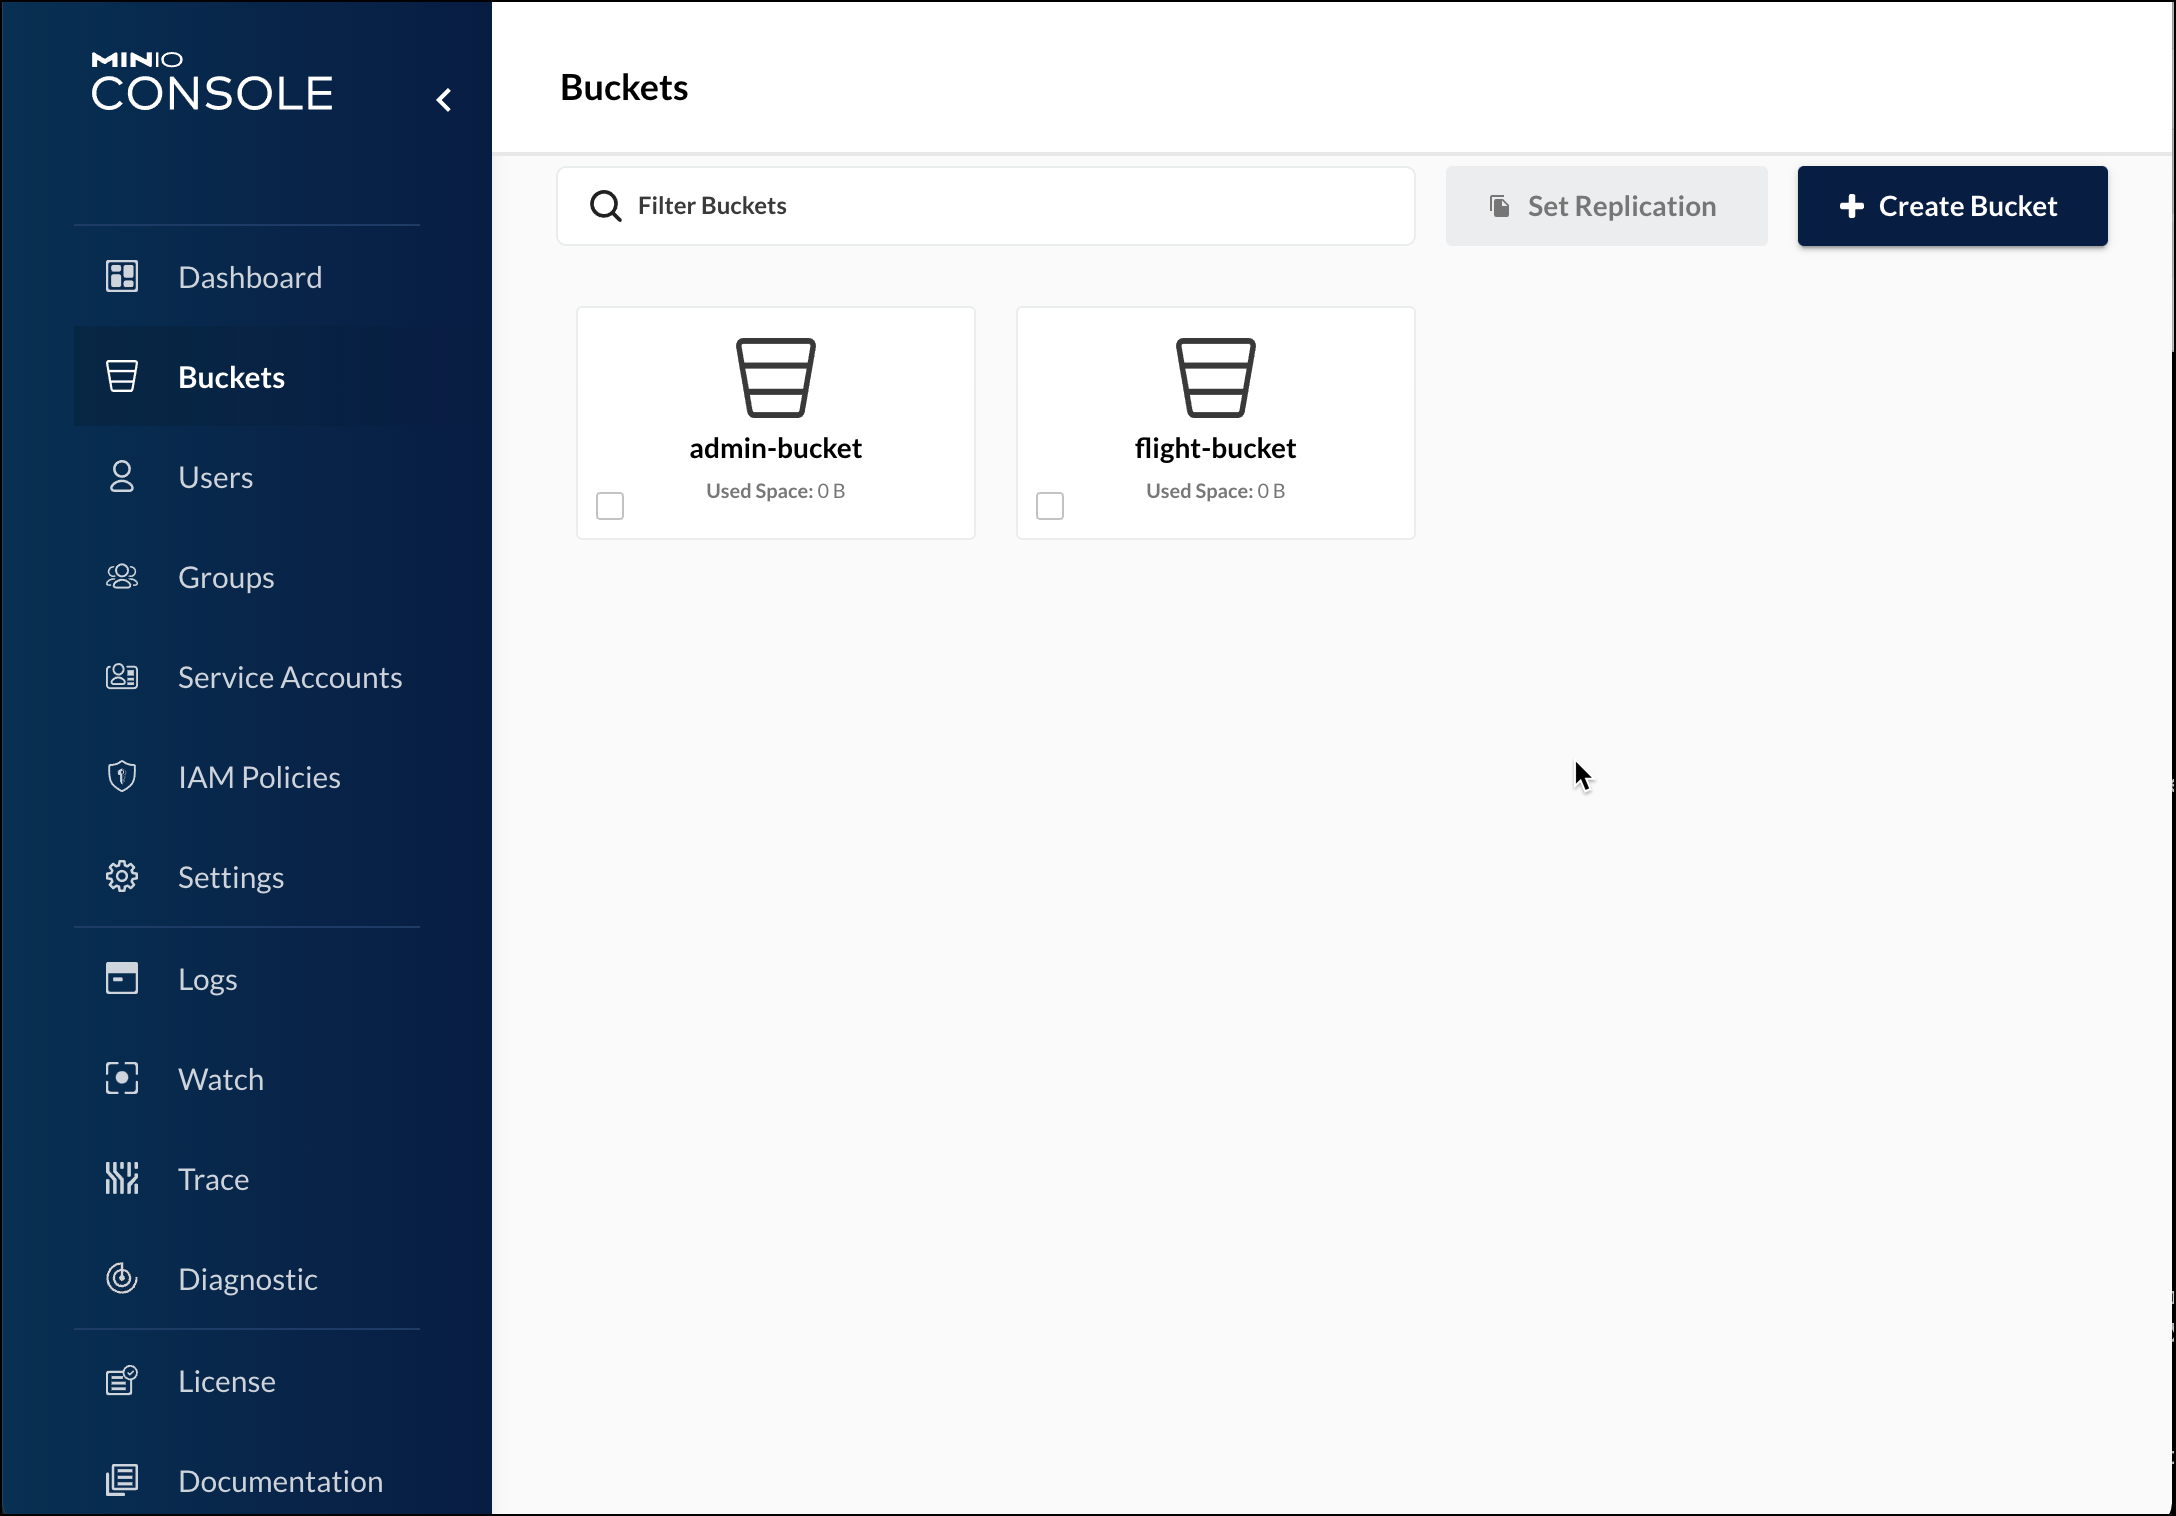 MINIO
CONSOLE
Dashboard
Buckets
Users
Groups
Service Accounts
IAM Policies
Settings
Logs
Watch
Trace
Diagnostic
License
Documentation
Buckets
Filter Buckets
Set Replication
Create Bucket
admin-bucket
Used Space: 0 B
flight-bucket
Used Space: 0 B